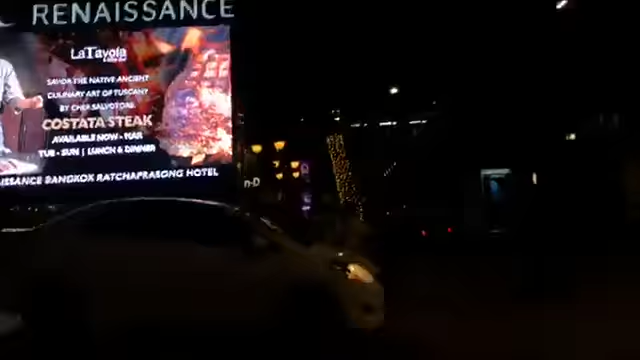 RENAISSANCE
LaTavola
SAVOR THE NATIVE ANCIENT
CULINARY ART OF TUSCANY
BY CHEF SALVOTORE
COSTATA STEAK
AVAILABLE NOW - MAR
TUE - SUN | LUNCH & DINNER
ISSANCE BANGKOK RATCHAPRASONG HOTEL
n-D